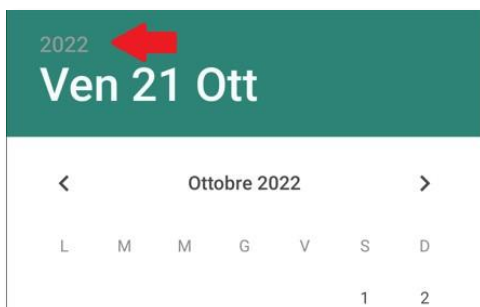 2022
Ven 21 Ott
< Ottobre 2022 >
L M M G V S D
1 2